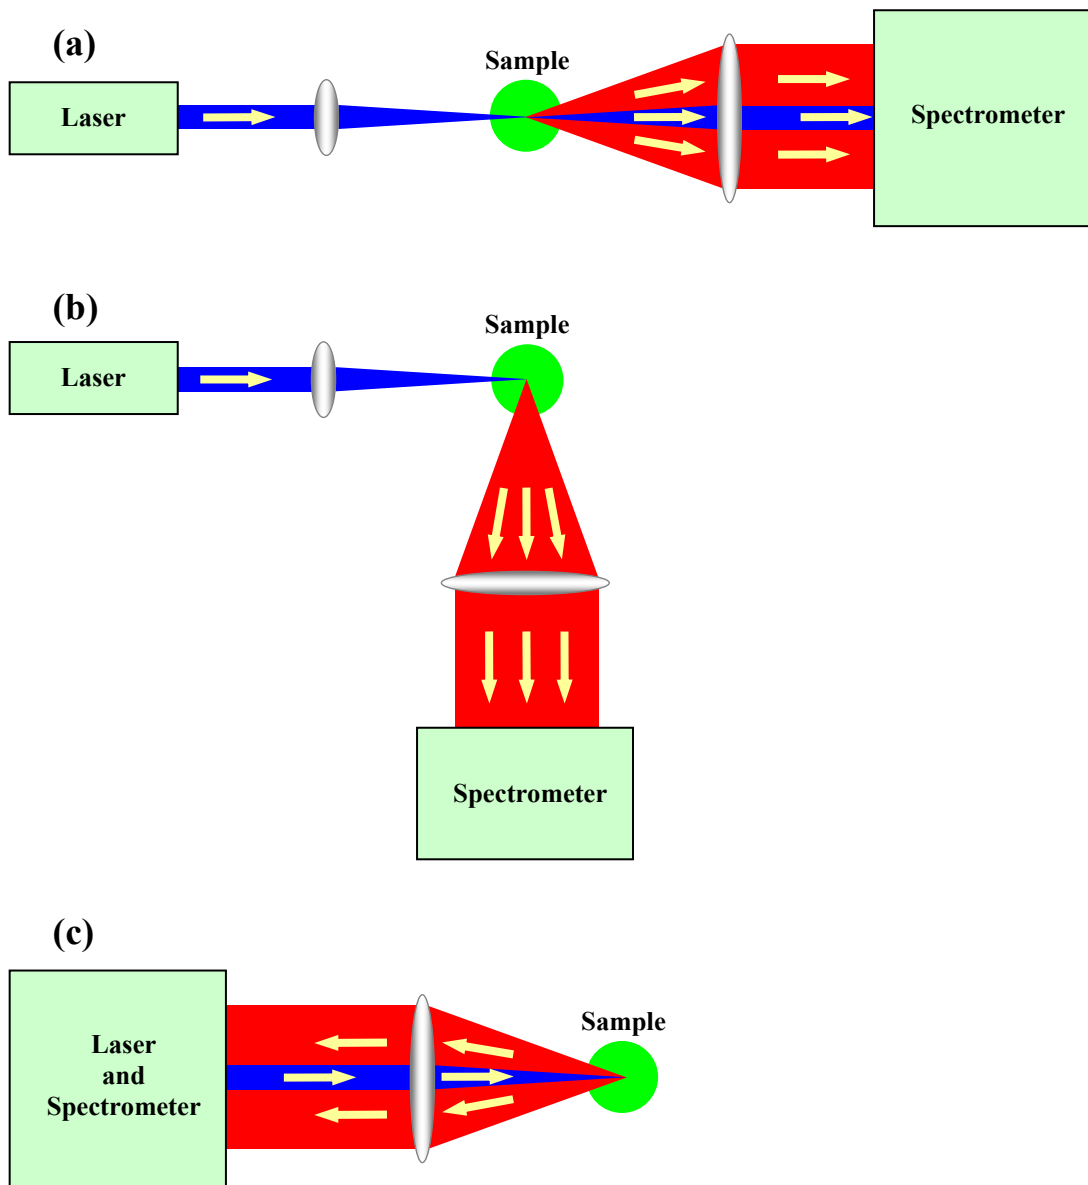 (a)
Sample
Laser
Spectrometer
(b)
Sample
Laser
Spectrometer
(c)
Sample
Laser
and
Spectrometer